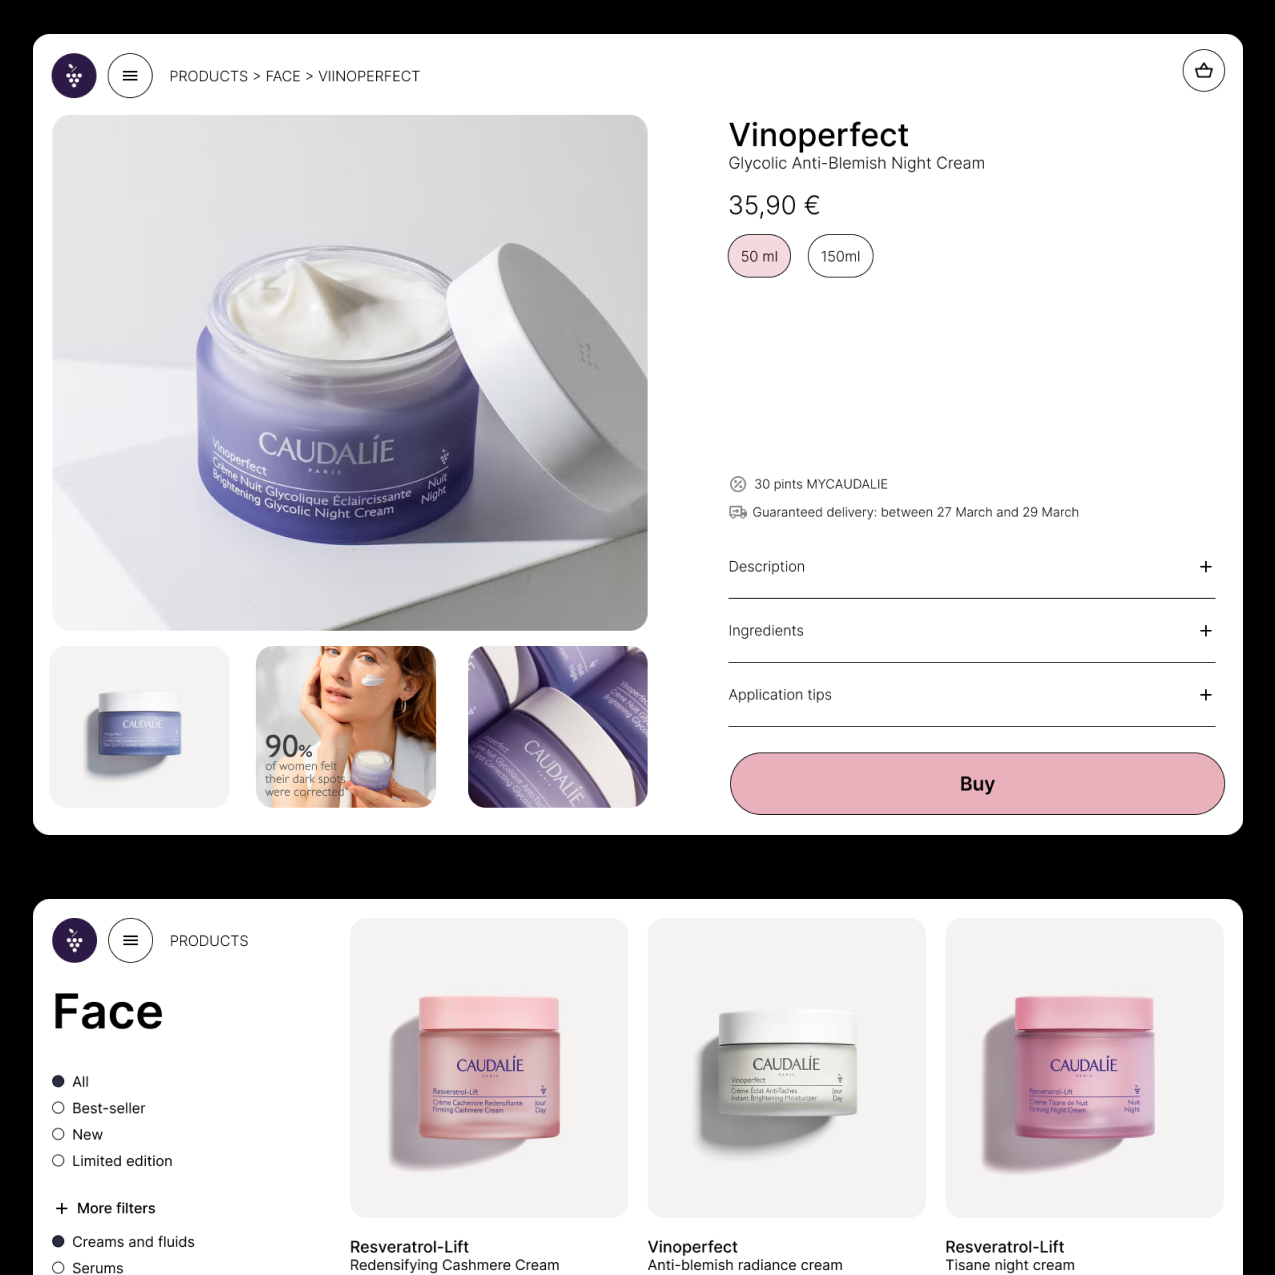 PRODUCTS > FACE > VIINOPERFECT
Vinoperfect
Glycolic Anti-Blemish Night Cream
35,90 €
50 ml
150ml
CAUDALÍE
PARIS
Vinoperfect
Crème Nuit Glycolique Éclaircissante
Brightening Glycolic Night Cream
Nuit
Night
30 pints MYCAUDALIE
Guaranteed delivery: between 27 March and 29 March
Description
Ingredients
Application tips
Buy
CAUDALÍE
90%
of women felt
their dark spots
were corrected*
CAUDALÍE
PRODUCTS
Face
All
Best-seller
New
Limited edition
More filters
Creams and fluids
Serums
CAUDALÍE
PARIS
Resveratrol-Lift
Crème Cachemire Redensifiante
Firming Cashmere Cream
Jour
Day
Resveratrol-Lift
Redensifying Cashmere Cream
CAUDALÍE
PARIS
Vinoperfect
Crème Éclat Anti-Taches
Instant Brightening Moisturizer
Jour
Day
Vinoperfect
Anti-blemish radiance cream
CAUDALÍE
PARIS
Resveratrol-Lift
Crème Tisane de Nuit
Firming Night Cream
Nuit
Night
Resveratrol-Lift
Tisane night cream